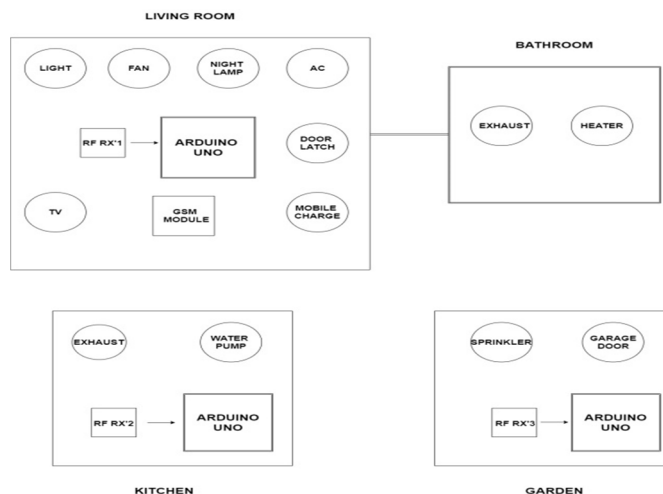 LIVING ROOM
LIGHT
FAN
NIGHT
LAMP
AC
RF RX'1
ARDUINO
UNO
DOOR
LATCH
TV
GSM
MODULE
MOBILE
CHARGE
BATHROOM
EXHAUST
HEATER
EXHAUST
WATER
PUMP
RF RX'2
ARDUINO
UNO
KITCHEN
SPRINKLER
GARAGE
DOOR
RF RX'3
ARDUINO
UNO
GARDEN